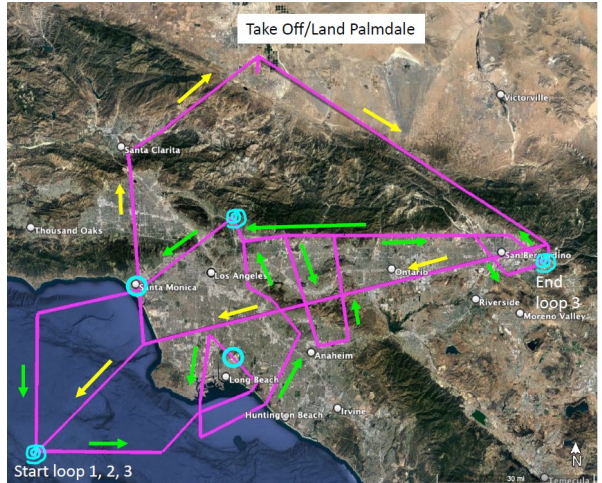 Take Off/Land Palmdale
Victorville
Santa Clarita
Thousand Oaks
San Bernardino
Los Angeles
Ontario
End
loop 3
Santa Monica
Riverside
Moreno Valley
Anaheim
Long Beach
Huntington Beach
Irvine
Start loop 1, 2, 3
N
30 mi
Temecula